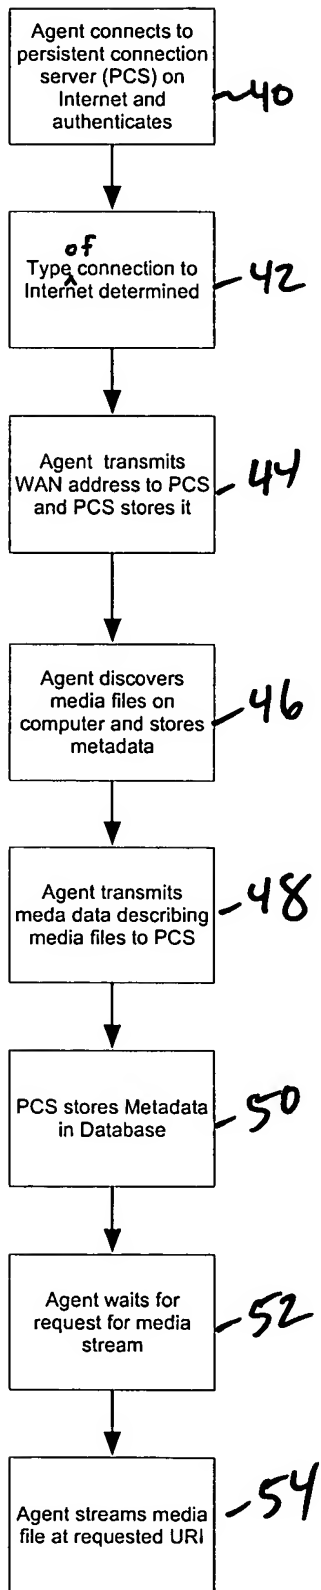 Agent connects to
persistent connection
server (PCS) on
Internet and
authenticates
40
of
Type ^ connection to
Internet determined
42
Agent transmits
WAN address to PCS
and PCS stores it
44
Agent discovers
media files on
computer and stores
metadata
46
Agent transmits
meda data describing
media files to PCS
48
PCS stores Metadata
in Database
50
Agent waits for
request for media
stream
52
Agent streams media
file at requested URI
54